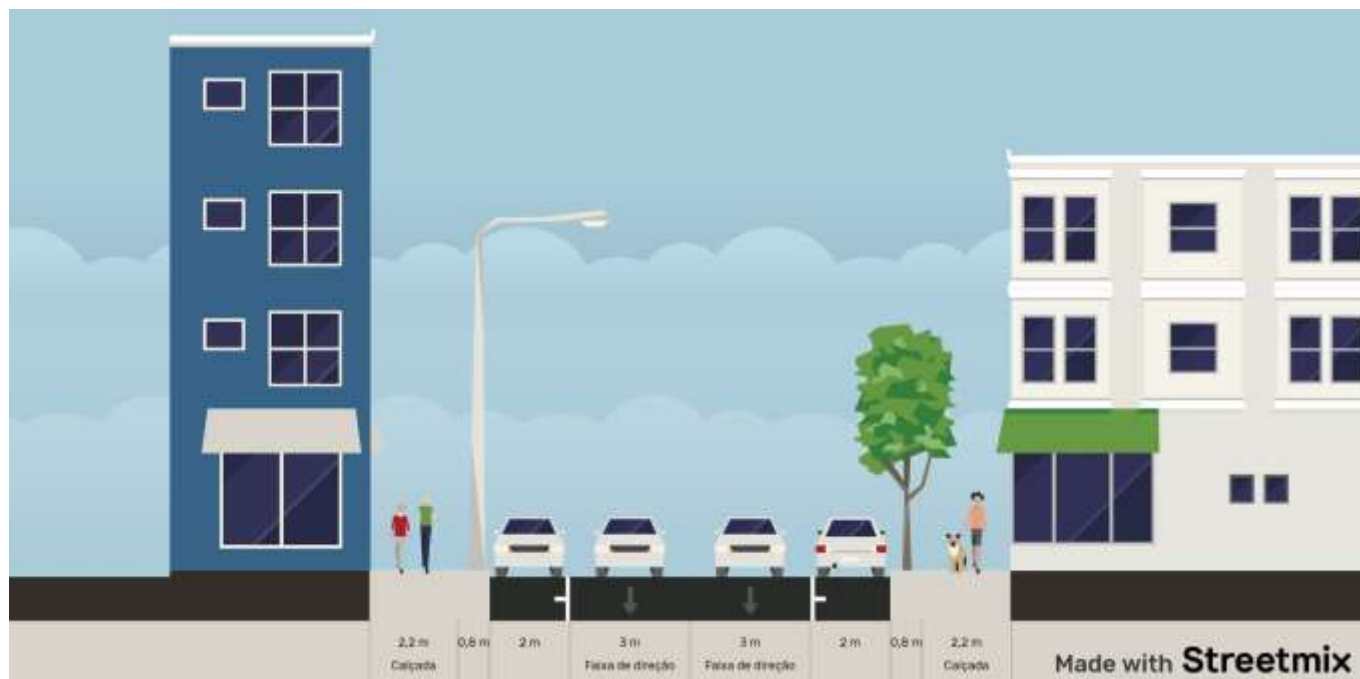 2,2 m
Calçada
0,8 m
2 m
3 m
Faixa de direção
3 m
Faixa de direção
2 m
0,8 m
2,2 m
Calçada
Made with Streetmix